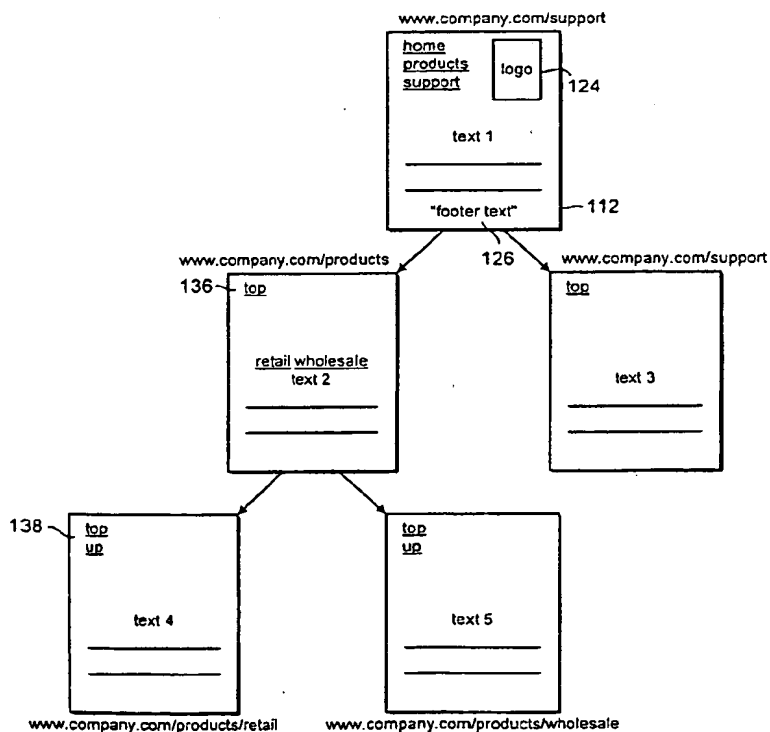 www.company.com/support
home
products
support
logo
124
text 1
"footer text"
112
126
www.company.com/products
www.company.com/support
136
top
retail wholesale
text 2
top
text 3
138
top
up
text 4
top
up
text 5
www.company.com/products/retail
www.company.com/products/wholesale